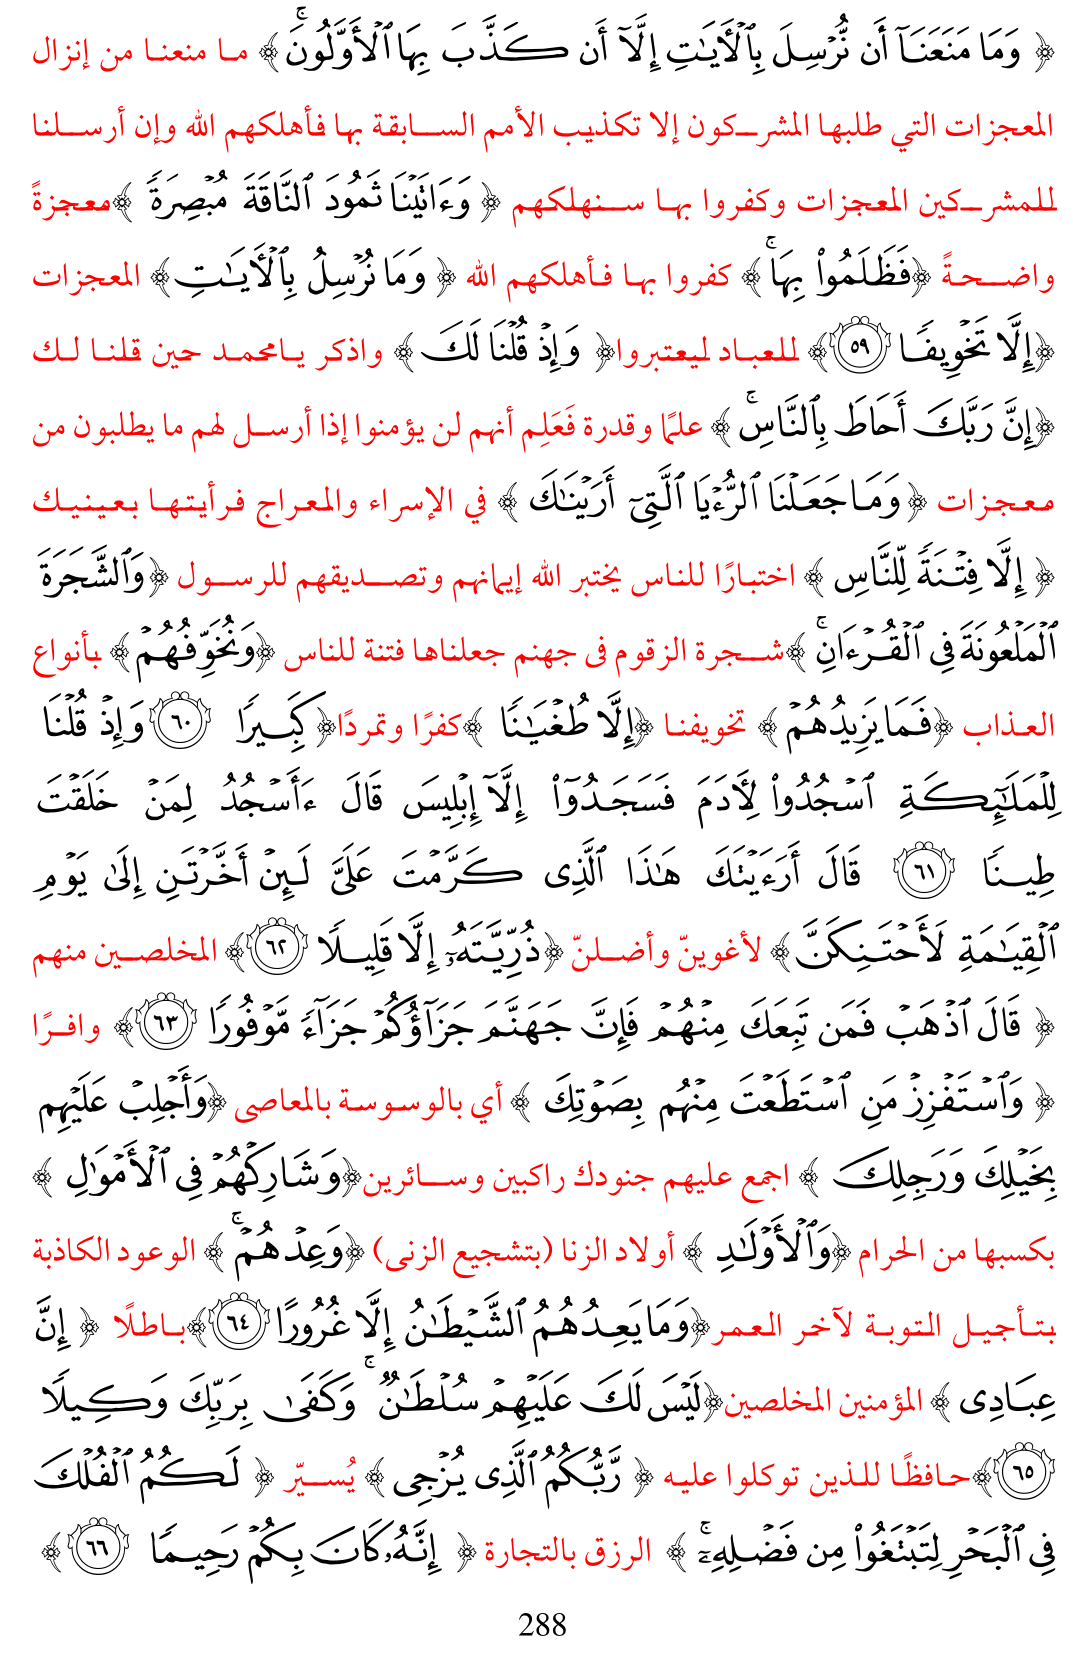 ﴿ وَمَا مَنَعَنَآ أَن نُّرْسِلَ بِٱلْأَيَـٰتِ إِلَّآ أَن كَذَّبَ بِهَا ٱلْأَوَّلُونَ ۚ ﴾ ما منعنا من إنزال
المعجزات التي طلبها المشركون إلا تكذيب الأمم السابقة بها فأهلكهم الله وإن أرسلنا
للمشركين المعجزات وكفروا بها سنهلكهم ﴿ وَءَاتَيْنَا ثَمُودَ ٱلنَّاقَةَ مُبْصِرَةً ﴾ معجزةً
واضحةً ﴿ فَظَلَمُوا۟ بِهَا ۚ ﴾ كفروا بها فأهلكهم الله ﴿ وَمَا نُرْسِلُ بِٱلْأَيَـٰتِ ﴾ المعجزات
﴿ إِلَّا تَخْوِيفًا ٥٩ ﴾ للعباد ليعتبروا ﴿ وَإِذْ قُلْنَا لَكَ ﴾ واذكر يا محمد حين قلنا لك
﴿ إِنَّ رَبَّكَ أَحَاطَ بِٱلنَّاسِ ۚ ﴾ علمًا وقدرة فَعَلِم أنهم لن يؤمنوا إذا أرسل لهم ما يطلبون من
معجزات ﴿ وَمَا جَعَلْنَا ٱلرُّءْيَا ٱلَّتِىٓ أَرَيْنَـٰكَ ﴾ في الإسراء والمعراج فرأيتها بعينيك
﴿ إِلَّا فِتْنَةً لِّلنَّاسِ ﴾ اختبارًا للناس يختبر الله إيمانهم وتصديقهم للرسول ﴿ وَٱلشَّجَرَةَ
ٱلْمَلْعُونَةَ فِى ٱلْقُرْءَانِ ۚ ﴾ شجرة الزقوم فى جهنم جعلناها فتنة للناس ﴿ وَنُخَوِّفُهُمْ ﴾ بأنواع
العذاب ﴿ فَمَا يَزِيدُهُمْ ﴾ تخويفنا ﴿ إِلَّا طُغْيَـٰنًا ﴾ كفرًا وتمردًا ﴿ كَبِيرًا ٦٠ وَإِذْ قُلْنَا
لِلْمَلَـٰٓئِكَةِ ٱسْجُدُوا۟ لِأَدَمَ فَسَجَدُوٓا۟ إِلَّآ إِبْلِيسَ قَالَ ءَأَسْجُدُ لِمَنْ خَلَقْتَ
طِينًا ٦١ قَالَ أَرَءَيْتَكَ هَـٰذَا ٱلَّذِى كَرَّمْتَ عَلَىَّ لَئِنْ أَخَّرْتَنِ إِلَىٰ يَوْمِ
ٱلْقِيَـٰمَةِ لَأَحْتَنِكَنَّ ﴾ لأغوينّ وأضلنّ ﴿ ذُرِّيَّتَهُۥٓ إِلَّا قَلِيلًا ٦٢ ﴾ المخلصين منهم
﴿ قَالَ ٱذْهَبْ فَمَن تَبِعَكَ مِنْهُمْ فَإِنَّ جَهَنَّمَ جَزَآؤُكُمْ جَزَآءً مَّوْفُورًا ٦٣ ﴾ وافرًا
﴿ وَٱسْتَفْزِزْ مَنِ ٱسْتَطَعْتَ مِنْهُم بِصَوْتِكَ ﴾ أي بالوسوسة بالمعاصى ﴿ وَأَجْلِبْ عَلَيْهِم
بِخَيْلِكَ وَرَجِلِكَ ﴾ اجمع عليهم جنودك راكبين وسائرين ﴿ وَشَارِكْهُمْ فِى ٱلْأَمْوَٰلِ ﴾
بكسبها من الحرام ﴿ وَٱلْأَوْلَـٰدِ ﴾ أولاد الزنا (بتشجيع الزنى) ﴿ وَعِدْهُمْ ۚ ﴾ الوعود الكاذبة
بتأجيل التوبة لآخر العمر ﴿ وَمَا يَعِدُهُمُ ٱلشَّيْطَـٰنُ إِلَّا غُرُورًا ٦٤ ﴾ باطلًا ﴿ إِنَّ
عِبَادِى ﴾ المؤمنين المخلصين ﴿ لَيْسَ لَكَ عَلَيْهِمْ سُلْطَـٰنٌ ۚ وَكَفَىٰ بِرَبِّكَ وَكِيلًا
٦٥ ﴾ حافظًا للذين توكلوا عليه ﴿ رَّبُّكُمُ ٱلَّذِى يُزْجِى ﴾ يُسيّر ﴿ لَكُمُ ٱلْفُلْكَ
فِى ٱلْبَحْرِ لِتَبْتَغُوا۟ مِن فَضْلِهِۦٓ ۚ ﴾ الرزق بالتجارة ﴿ إِنَّهُۥ كَانَ بِكُمْ رَحِيمًا ٦٦ ﴾
288